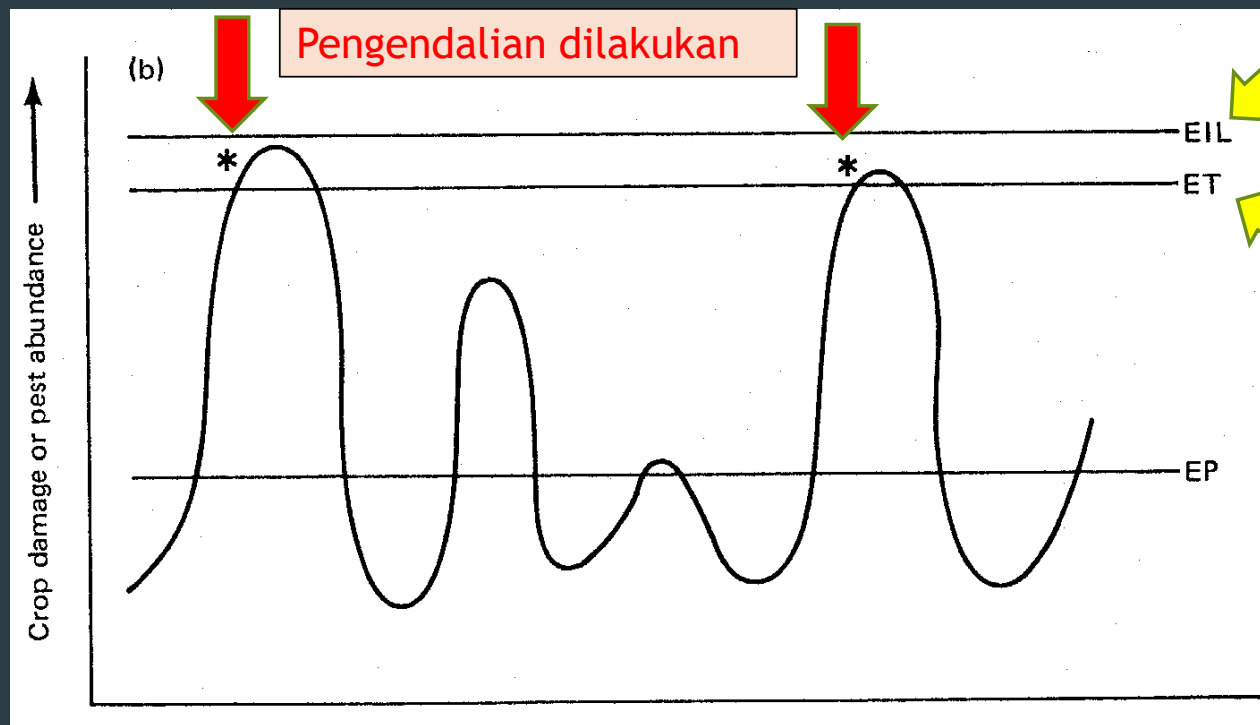 Pengendalian dilakukan
(b)
EIL
*
*
ET
Crop damage or pest abundance
EP